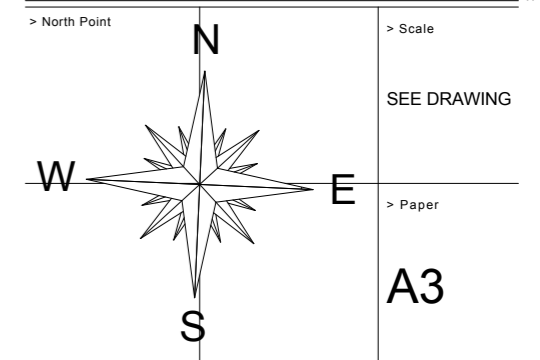 > North Point
N
W
E
S
> Scale
SEE DRAWING
> Paper
A3